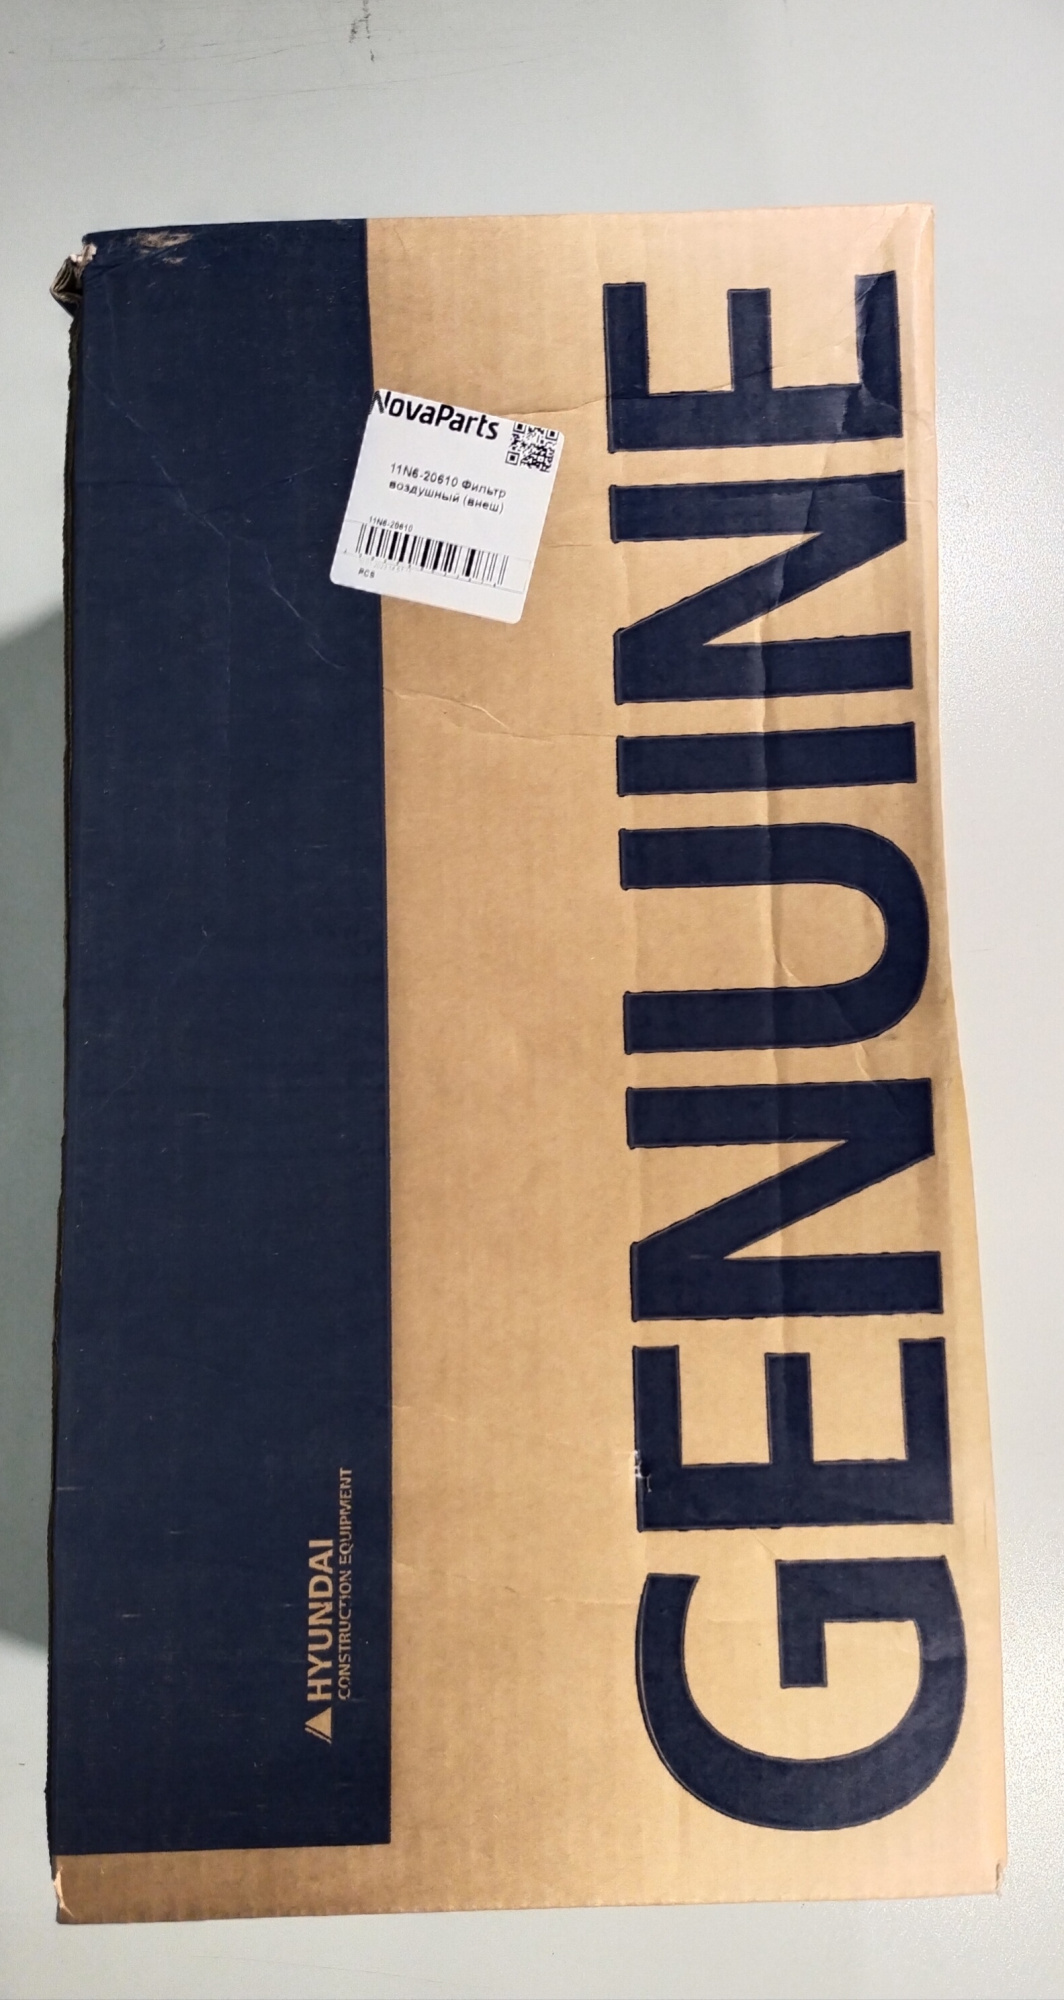 NovaParts
11N6-20610 Фильтр
воздушный (внеш)
11N6-20610
PCS
HYUNDAI
CONSTRUCTION EQUIPMENT
GENUINE